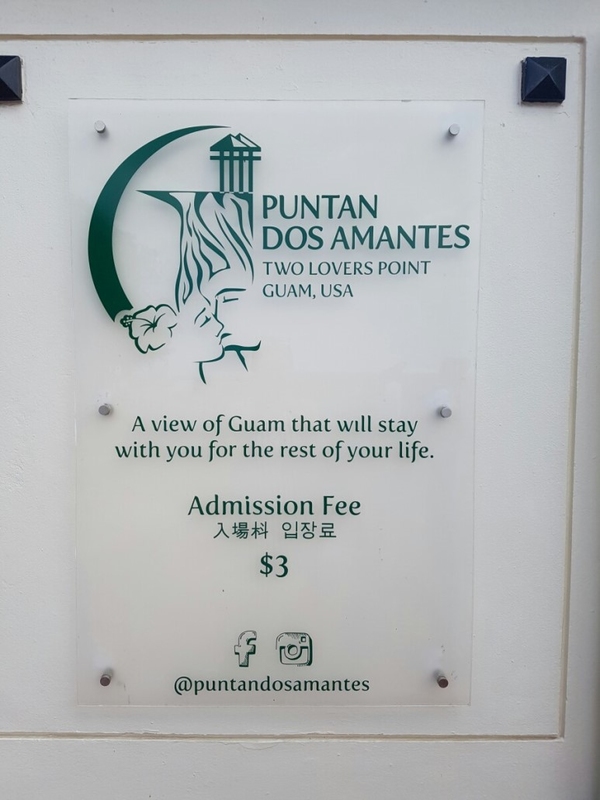 PUNTAN
DOS AMANTES
TWO LOVERS POINT
GUAM, USA
A view of Guam that will stay
with you for the rest of your life.
Admission Fee
入場料 입장료
$3
@puntandosamantes